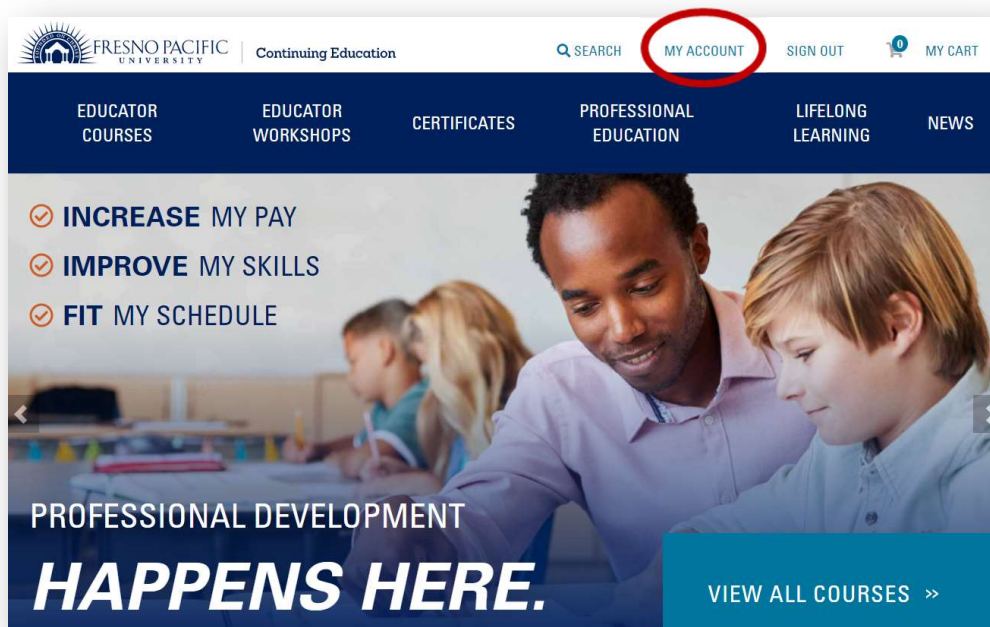 FRESNO PACIFIC
UNIVERSITY
Continuing Education
SEARCH
MY ACCOUNT
SIGN OUT
0
MY CART
EDUCATOR
COURSES
EDUCATOR
WORKSHOPS
CERTIFICATES
PROFESSIONAL
EDUCATION
LIFELONG
LEARNING
NEWS
INCREASE MY PAY
IMPROVE MY SKILLS
FIT MY SCHEDULE
PROFESSIONAL DEVELOPMENT
HAPPENS HERE.
VIEW ALL COURSES »